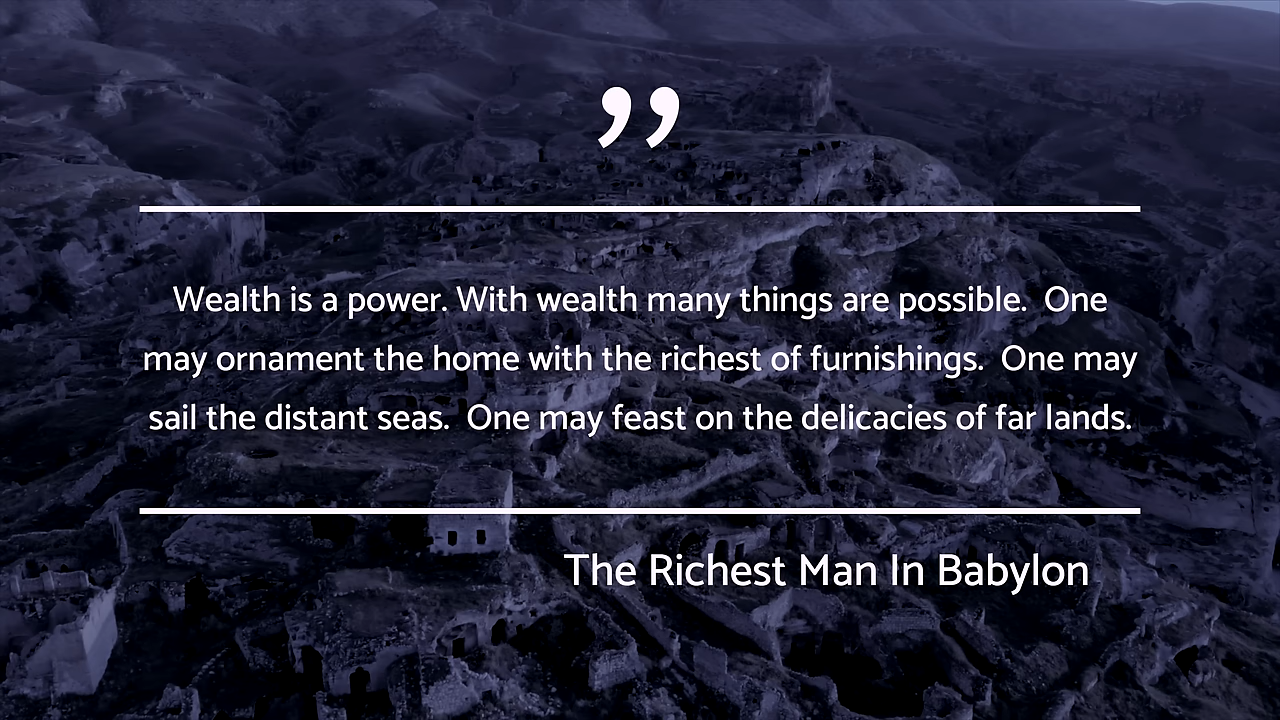 ”
Wealth is a power. With wealth many things are possible.  One
may ornament the home with the richest of furnishings.  One may
sail the distant seas.  One may feast on the delicacies of far lands.
The Richest Man In Babylon